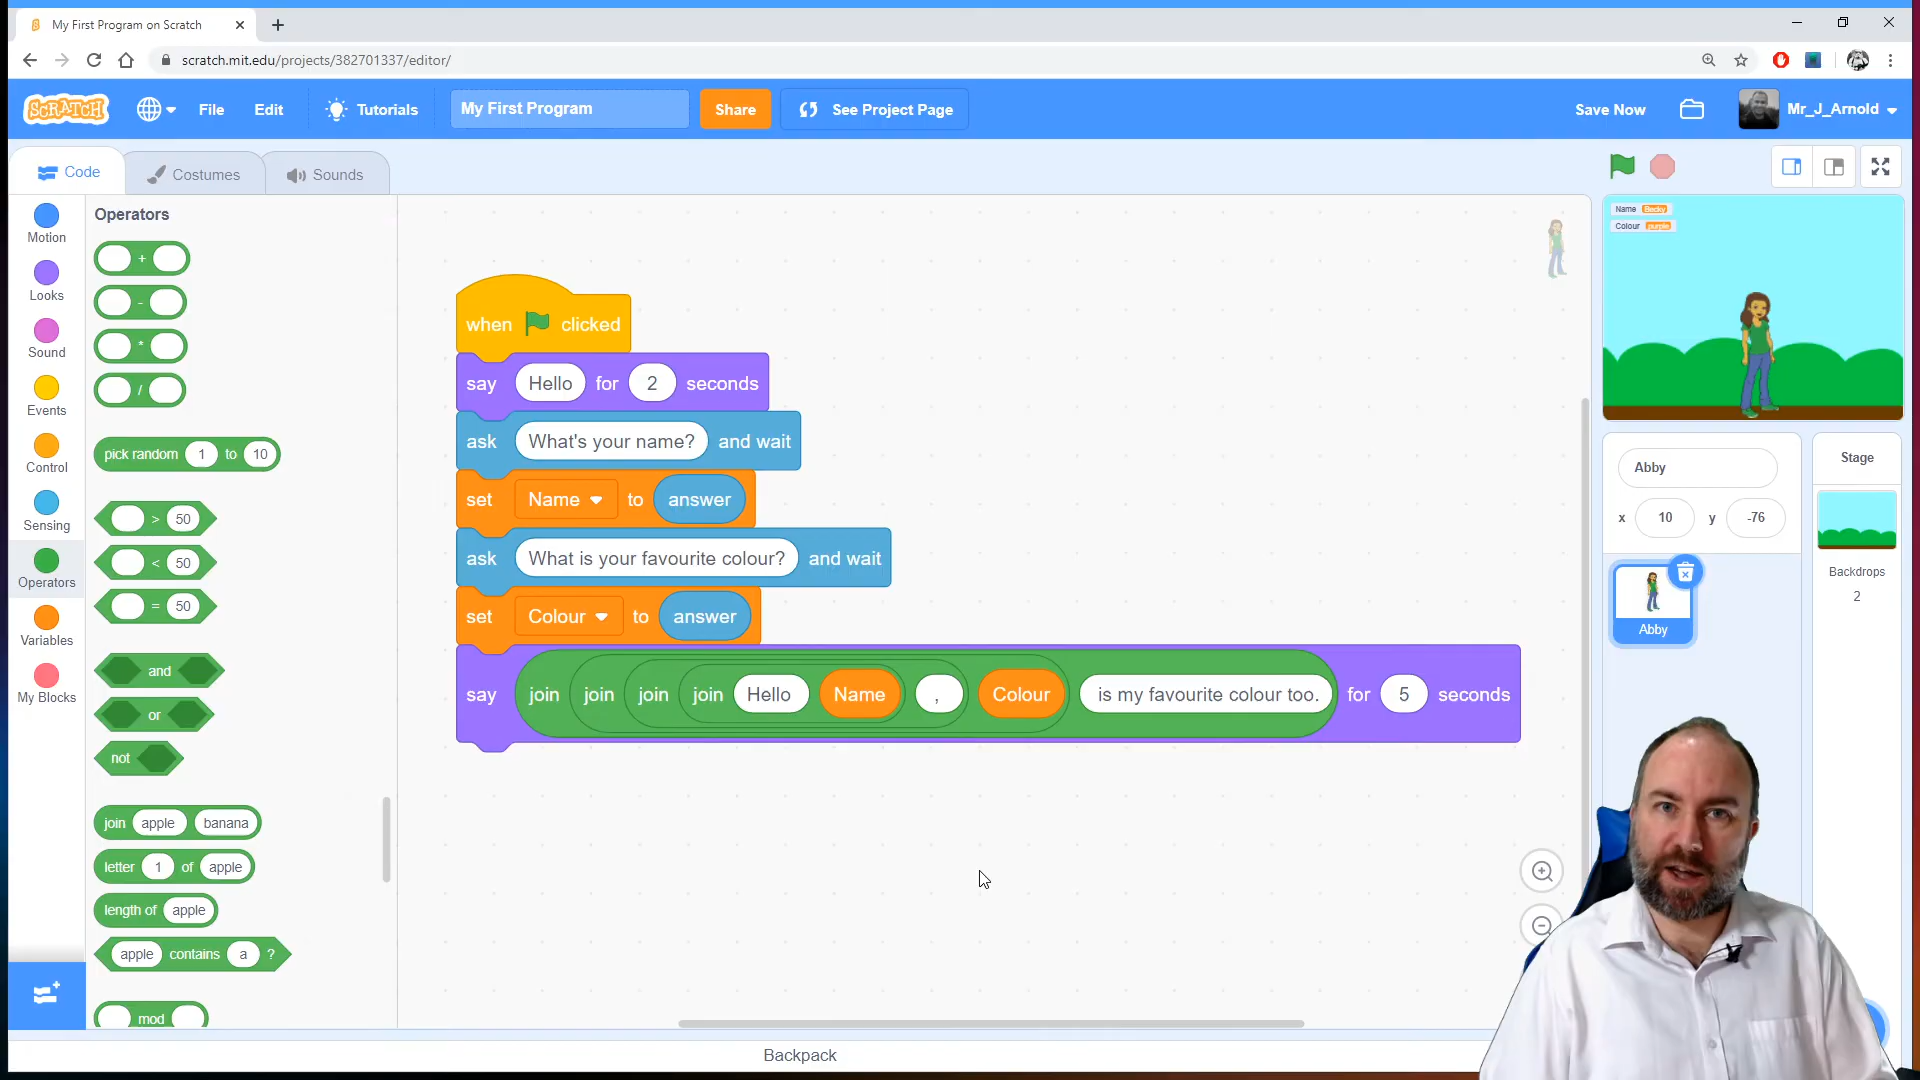 My First Program on Scratch
scratch.mit.edu/projects/382701337/editor/
SCRATCH File Edit Tutorials My First Program Share See Project Page Save Now Mr_J_Arnold
Code Costumes Sounds
Motion
Looks
Sound
Events
Control
Sensing
Operators
Variables
My Blocks
Operators
+
-
*
/
pick random 1 to 10
> 50
< 50
= 50
and
or
not
join apple banana
letter 1 of apple
length of apple
apple contains a ?
mod
when clicked
say Hello for 2 seconds
ask What's your name? and wait
set Name to answer
ask What is your favourite colour? and wait
set Colour to answer
say join join join join Hello Name , Colour is my favourite colour too. for 5 seconds
Name Becky
Colour purple
Abby
x 10 y -76
Abby
Stage
Backdrops
2
Backpack